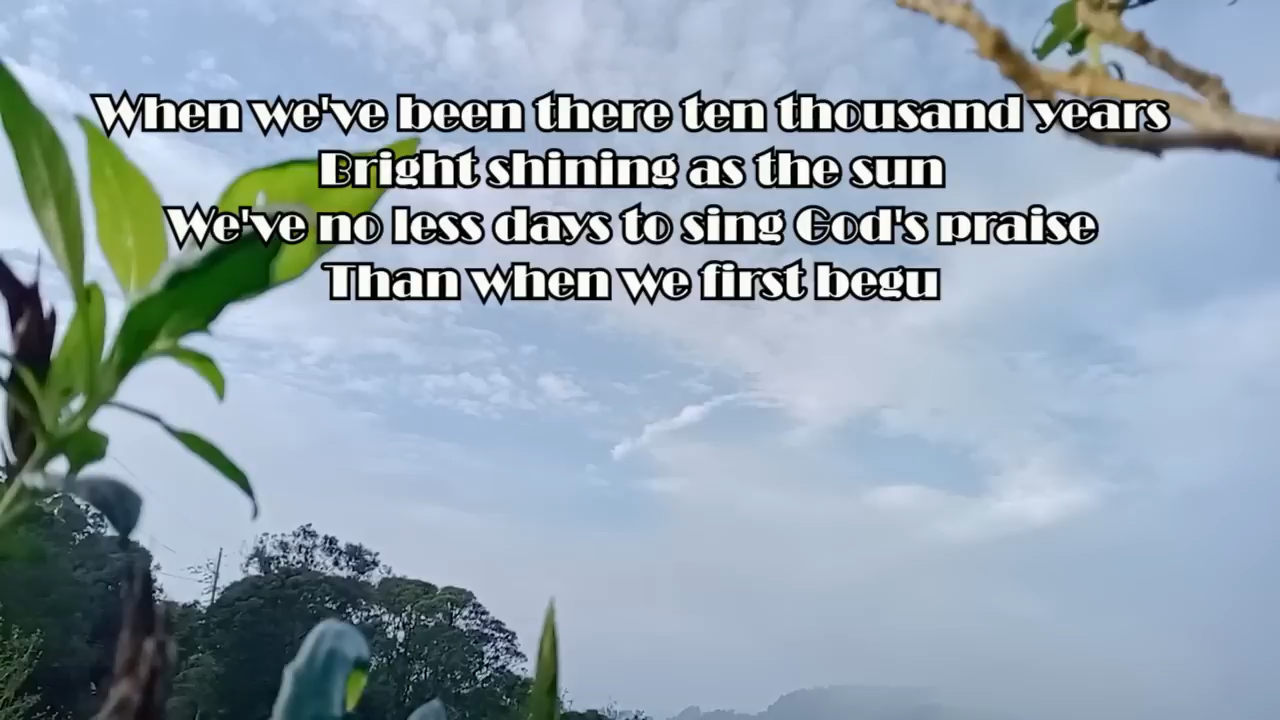 When we've been there ten thousand years
Bright shining as the sun
We've no less days to sing God's praise
Than when we first begu